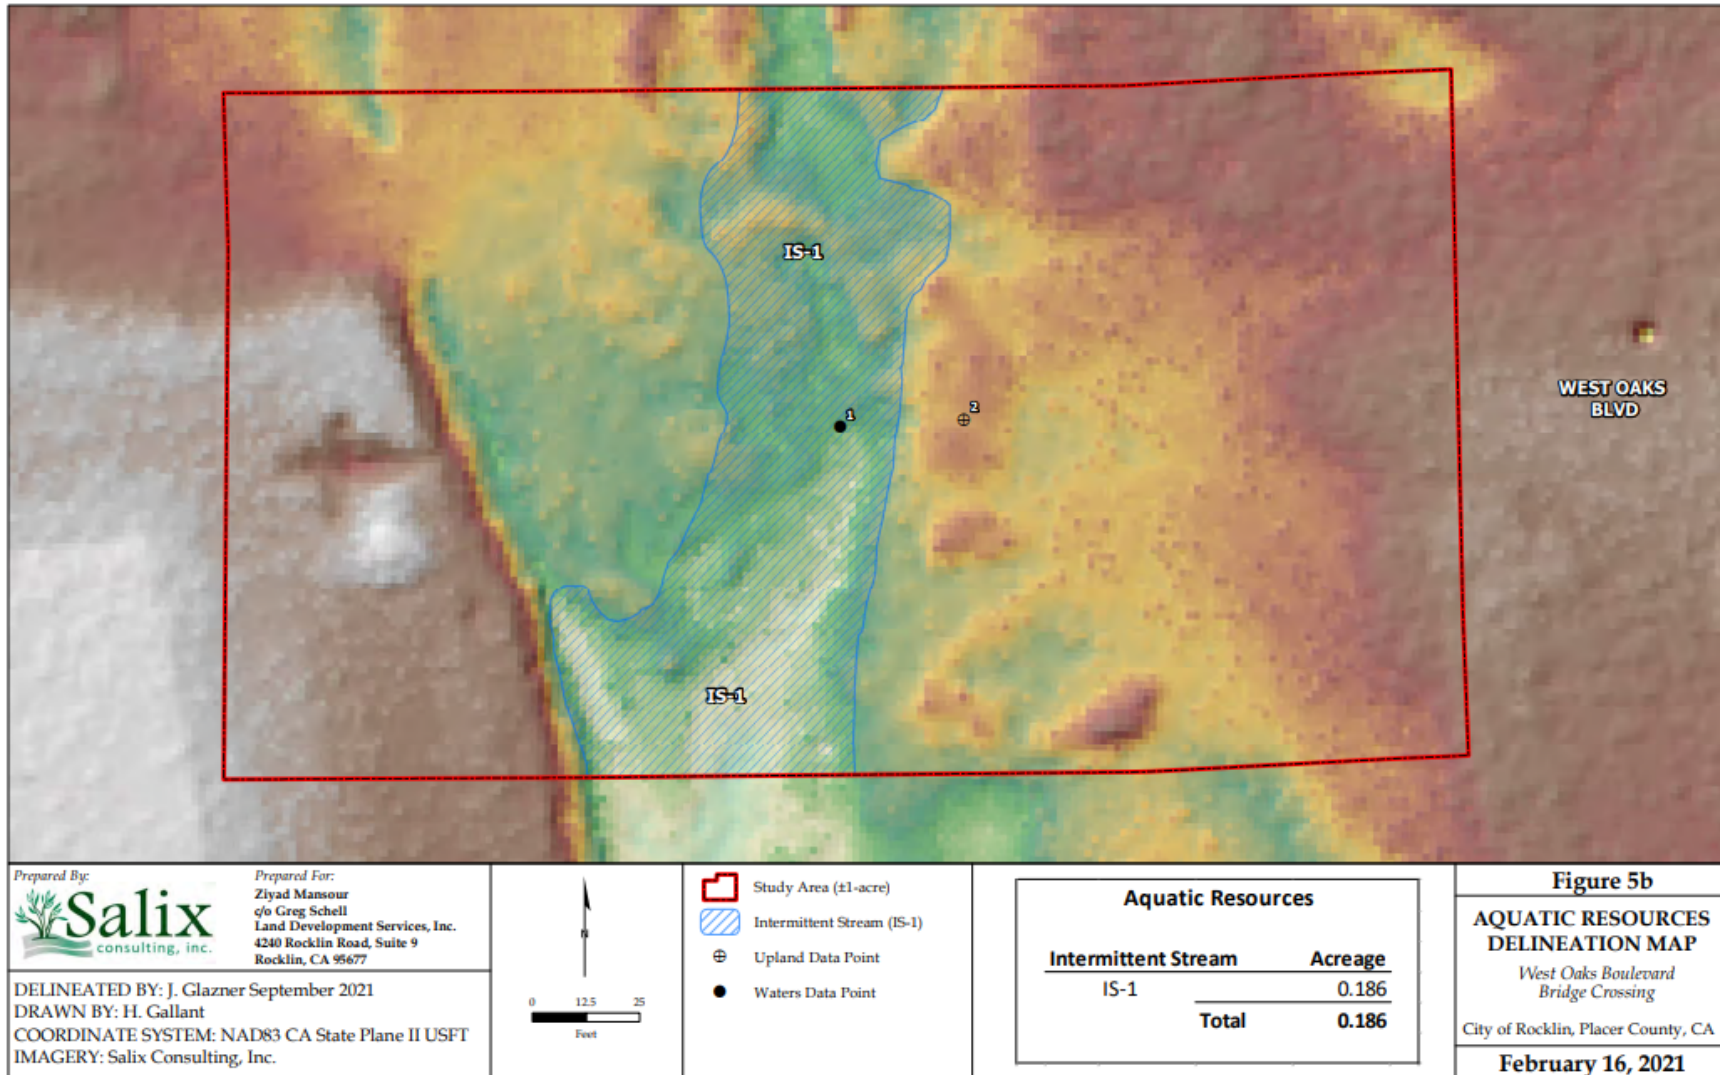 IS-1
1
2
WEST OAKS
BLVD
IS-1
Prepared By:
Salix
consulting, inc.
Prepared For:
Ziyad Mansour
c/o Greg Schell
Land Development Services, Inc.
4240 Rocklin Road, Suite 9
Rocklin, CA 95677
DELINEATED BY: J. Glazner September 2021
DRAWN BY: H. Gallant
COORDINATE SYSTEM: NAD83 CA State Plane II USFT
IMAGERY: Salix Consulting, Inc.
N
0 12.5 25
Feet
Study Area (±1-acre)
Intermittent Stream (IS-1)
Upland Data Point
Waters Data Point
Aquatic Resources
Intermittent Stream Acreage
IS-1 0.186
Total 0.186
Figure 5b
AQUATIC RESOURCES
DELINEATION MAP
West Oaks Boulevard
Bridge Crossing
City of Rocklin, Placer County, CA
February 16, 2021